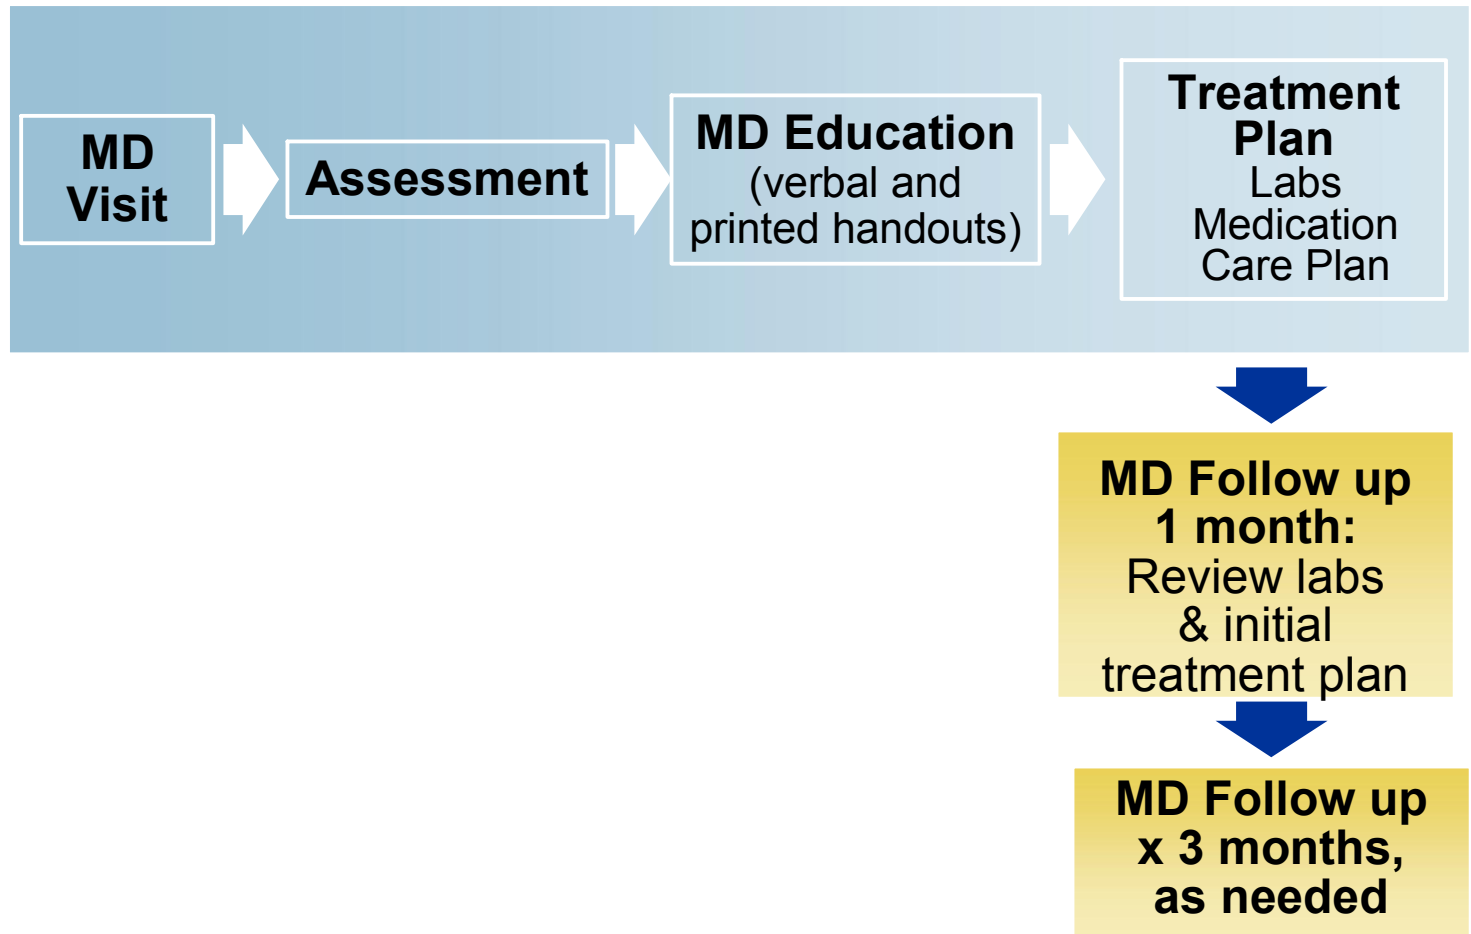 MD
Visit
Assessment
MD Education
(verbal and
printed handouts)
Treatment
Plan
Labs
Medication
Care Plan
MD Follow up
1 month:
Review labs
& initial
treatment plan
MD Follow up
x 3 months,
as needed